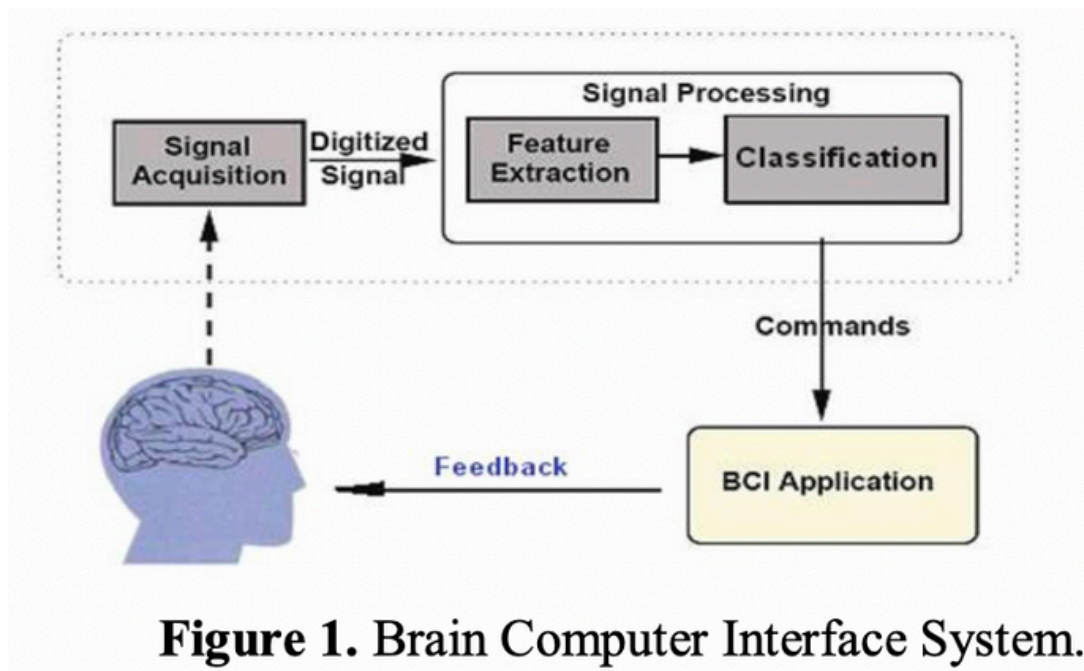 Signal Processing
Signal
Acquisition
Digitized
Signal
Feature
Extraction
Classification
Commands
BCI Application
Feedback
Figure 1. Brain Computer Interface System.